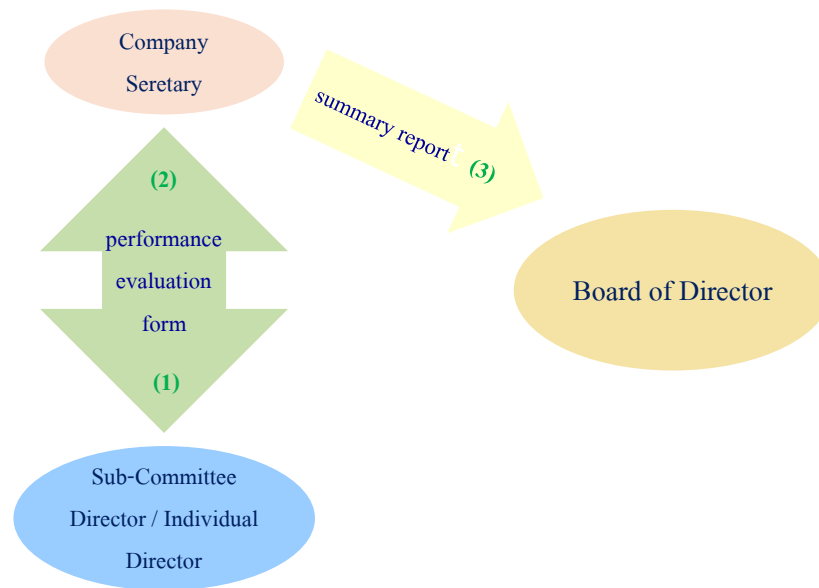 Company
Seretary
summary report (3)
(2)
performance
evaluation
form
(1)
Board of Director
Sub-Committee
Director / Individual
Director